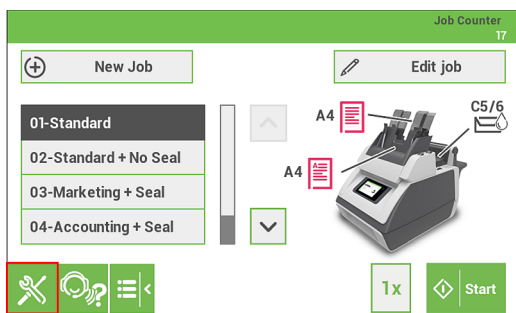 Job Counter
17
New Job
Edit job
01-Standard
02-Standard + No Seal
03-Marketing + Seal
04-Accounting + Seal
A4
C5/6
A4
1x
Start